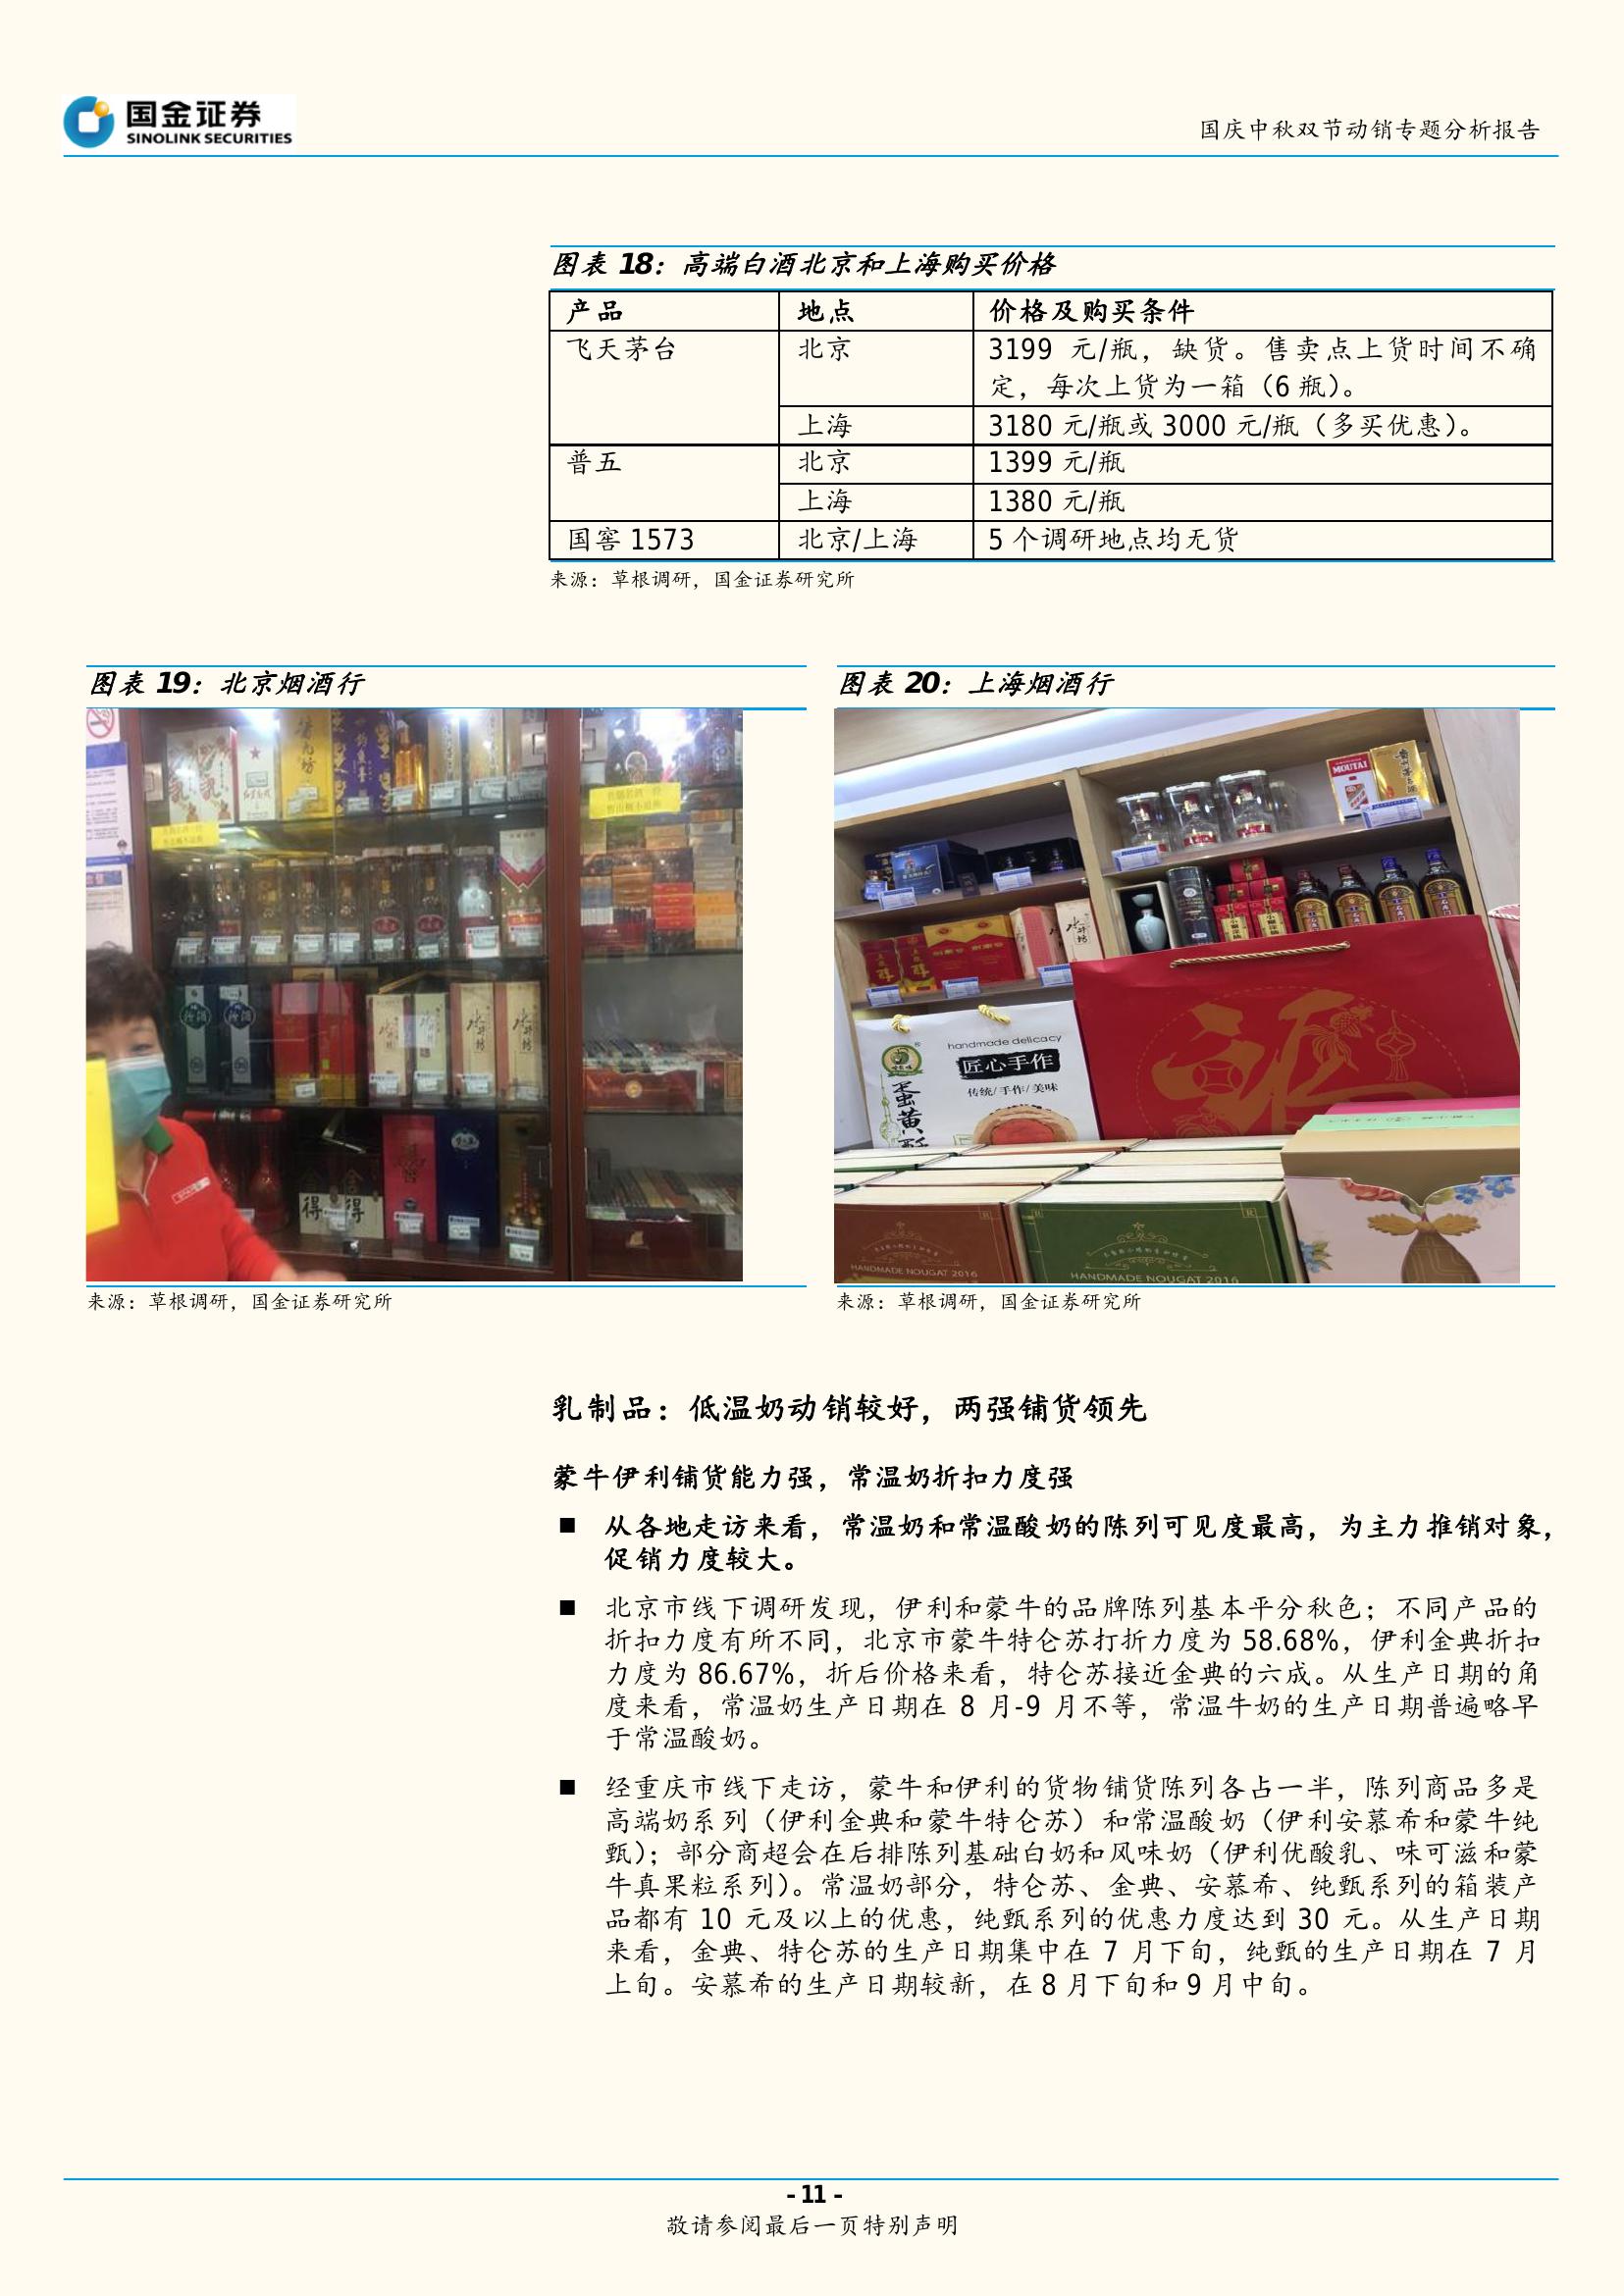 国金证券
SINOLINK SECURITIES
国庆中秋双节动销专题分析报告
图表 18：高端白酒北京和上海购买价格
产品 地点 价格及购买条件
飞天茅台 北京 3199 元/瓶，缺货。售卖点上货时间不确
定，每次上货为一箱（6 瓶）。
上海 3180 元/瓶或 3000 元/瓶（多买优惠）。
普五 北京 1399 元/瓶
上海 1380 元/瓶
国窖 1573 北京/上海 5 个调研地点均无货
来源：草根调研，国金证券研究所
图表 19：北京烟酒行
水井坊
得
得
来源：草根调研，国金证券研究所
图表 20：上海烟酒行
MOUTAI
handmade delicacy
匠心手作
传统/手作/美味
蛋黄酥
HANDMADE NOUGAT 2016
HANDMADE NOUGAT 2016
来源：草根调研，国金证券研究所
乳制品：低温奶动销较好，两强铺货领先
蒙牛伊利铺货能力强，常温奶折扣力度强
■ 从各地走访来看，常温奶和常温酸奶的陈列可见度最高，为主力推销对象，
促销力度较大。
■ 北京市线下调研发现，伊利和蒙牛的品牌陈列基本平分秋色；不同产品的
折扣力度有所不同，北京市蒙牛特仑苏打折力度为 58.68%，伊利金典折扣
力度为 86.67%，折后价格来看，特仑苏接近金典的六成。从生产日期的角
度来看，常温奶生产日期在 8 月-9 月不等，常温牛奶的生产日期普遍略早
于常温酸奶。
■ 经重庆市线下走访，蒙牛和伊利的货物铺货陈列各占一半，陈列商品多是
高端奶系列（伊利金典和蒙牛特仑苏）和常温酸奶（伊利安慕希和蒙牛纯
甄）；部分商超会在后排陈列基础白奶和风味奶（伊利优酸乳、味可滋和蒙
牛真果粒系列）。常温奶部分，特仑苏、金典、安慕希、纯甄系列的箱装产
品都有 10 元及以上的优惠，纯甄系列的优惠力度达到 30 元。从生产日期
来看，金典、特仑苏的生产日期集中在 7 月下旬，纯甄的生产日期在 7 月
上旬。安慕希的生产日期较新，在 8 月下旬和 9 月中旬。
- 11 -
敬请参阅最后一页特别声明